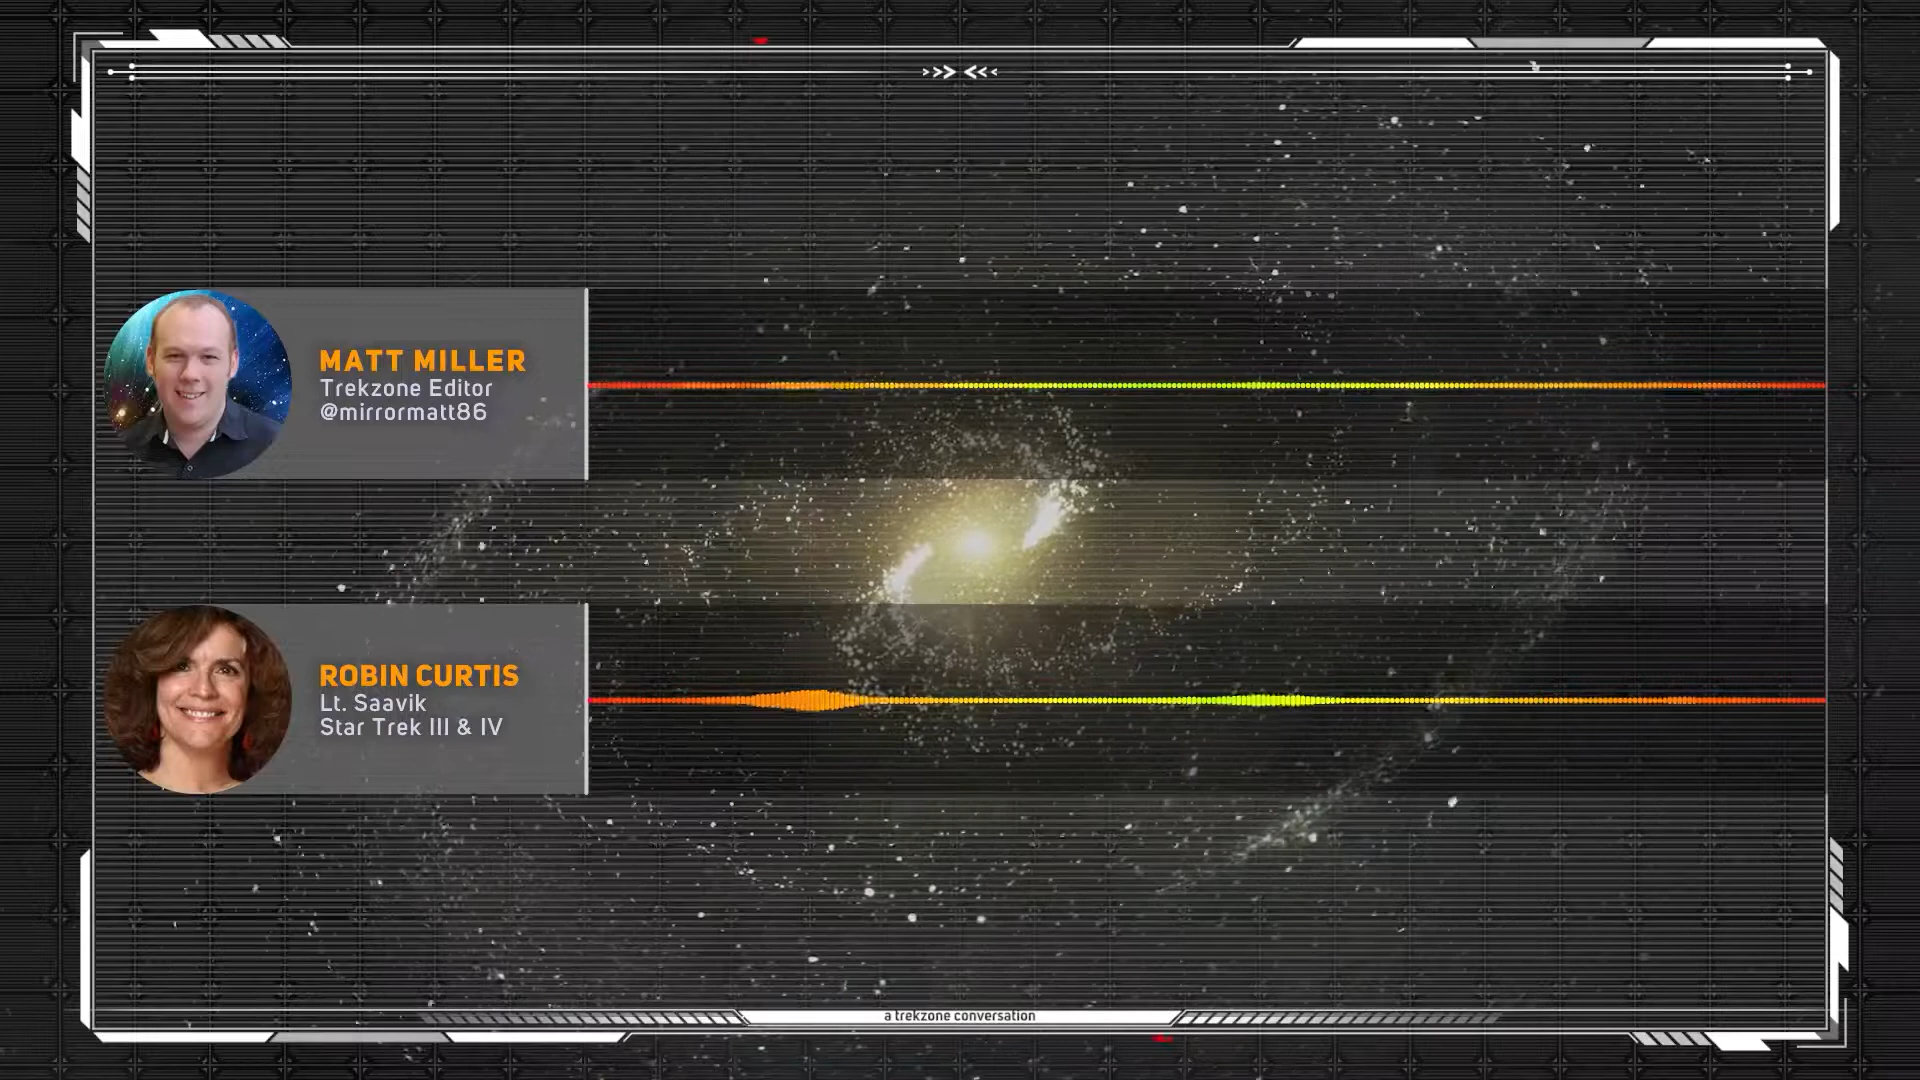 MATT MILLER
Trekzone Editor
@mirrormatt86
ROBIN CURTIS
Lt. Saavik
Star Trek III & IV
a trekzone conversation